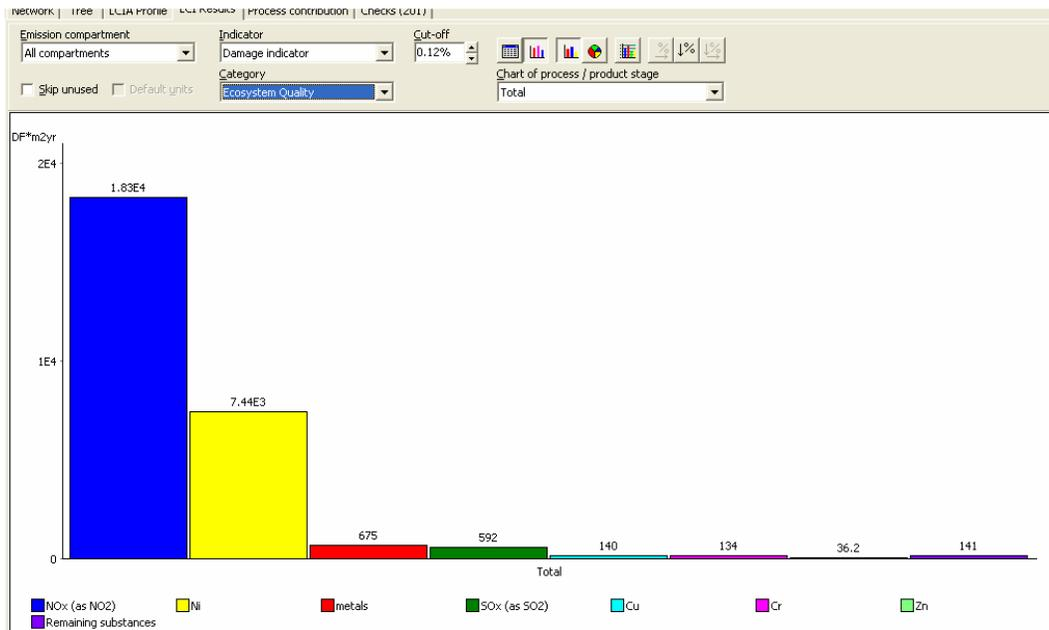 Network | Tree | LCIA Profile | LCI Results | Process contribution | Checks (201) |
Emission compartment Indicator Cut-off
All compartments Damage indicator 0.12%
Category Chart of process / product stage
Skip unused Default units Ecosystem Quality Total
DF*m2yr
2E4
1.83E4
1E4
7.44E3
675 592 140 134 36.2 141
0
Total
NOx (as NO2) Ni metals SOx (as SO2) Cu Cr Zn
Remaining substances